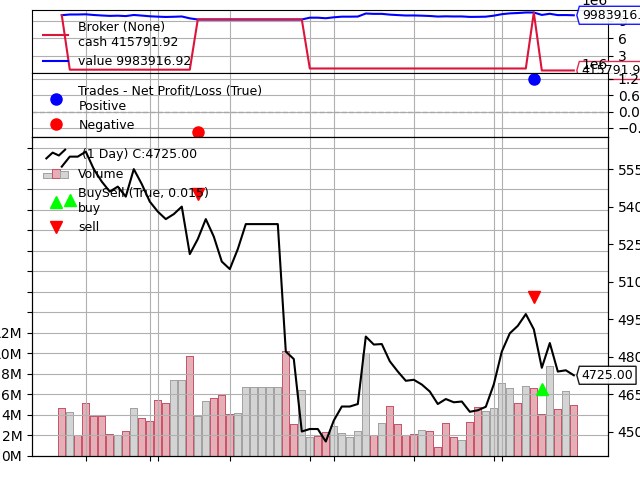 1e6
Broker (None)
cash 415791.92
value 9983916.92
9983916.92
6
3
415791.9
1e6
1.2
0.6
0.0
−0.
Trades - Net Profit/Loss (True)
Positive
Negative
(1 Day) C:4725.00
Volume
BuySell (True, 0.015)
buy
sell
555
540
525
510
495
480
4725.00
465
450
12M
10M
8M
6M
4M
2M
0M